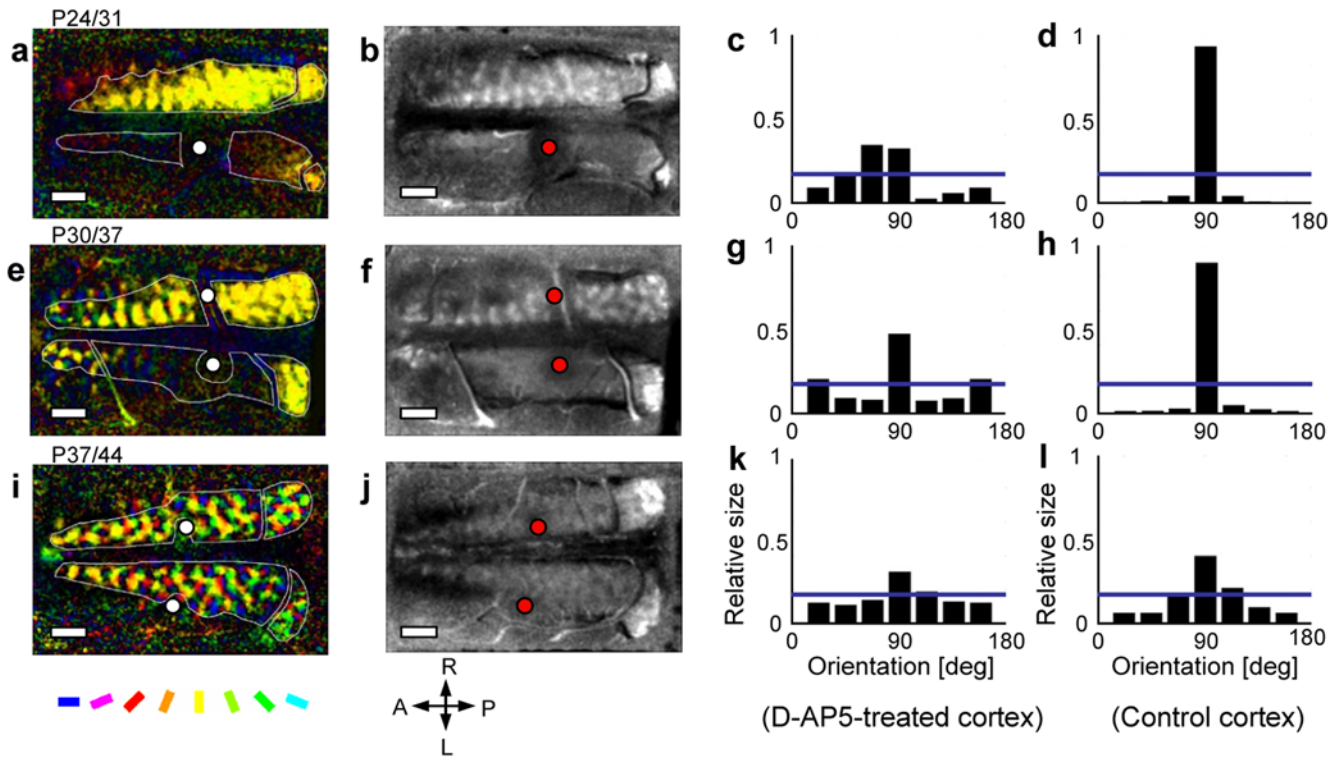 P24/31
a
b
c
d
1
0.5
0
0 90 180
1
0.5
0
0 90 180
P30/37
e
f
g
h
1
0.5
0
0 90 180
1
0.5
0
0 90 180
P37/44
i
j
k
l
Relative size
1
0.5
0
0 90 180
Orientation [deg]
Relative size
1
0.5
0
0 90 180
Orientation [deg]
R
A P
L
(D-AP5-treated cortex)
(Control cortex)